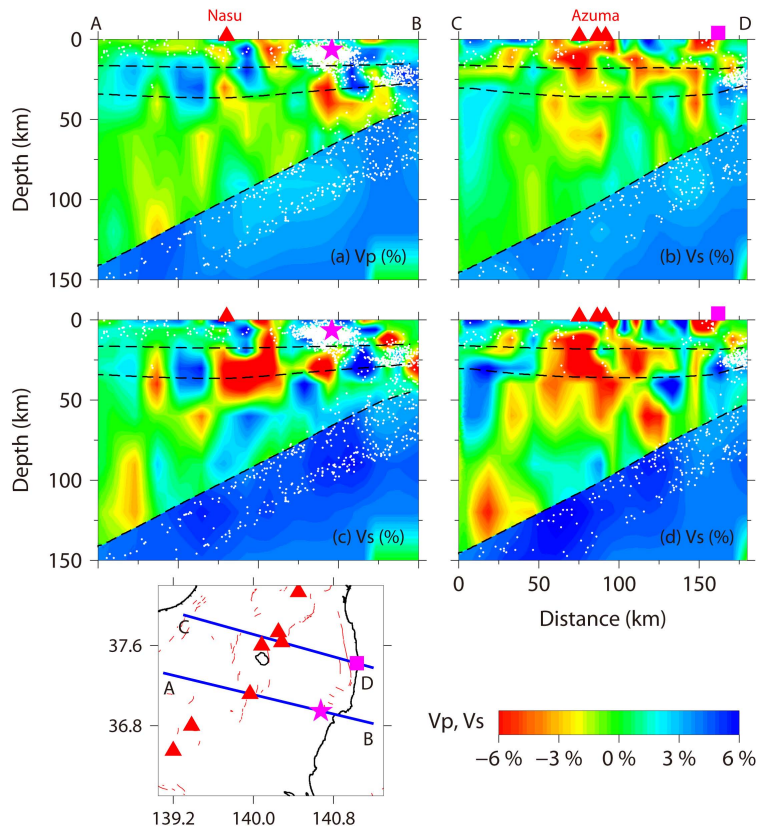 Nasu
Azuma
A
B
C
D
0
50
100
150
Depth (km)
(a) Vp (%)
(b) Vs (%)
0
50
100
150
Depth (km)
(c) Vs (%)
(d) Vs (%)
0
50
100
150
Distance (km)
37.6
36.8
C
A
D
B
139.2
140.0
140.8
Vp, Vs
−6 %
−3 %
0 %
3 %
6 %